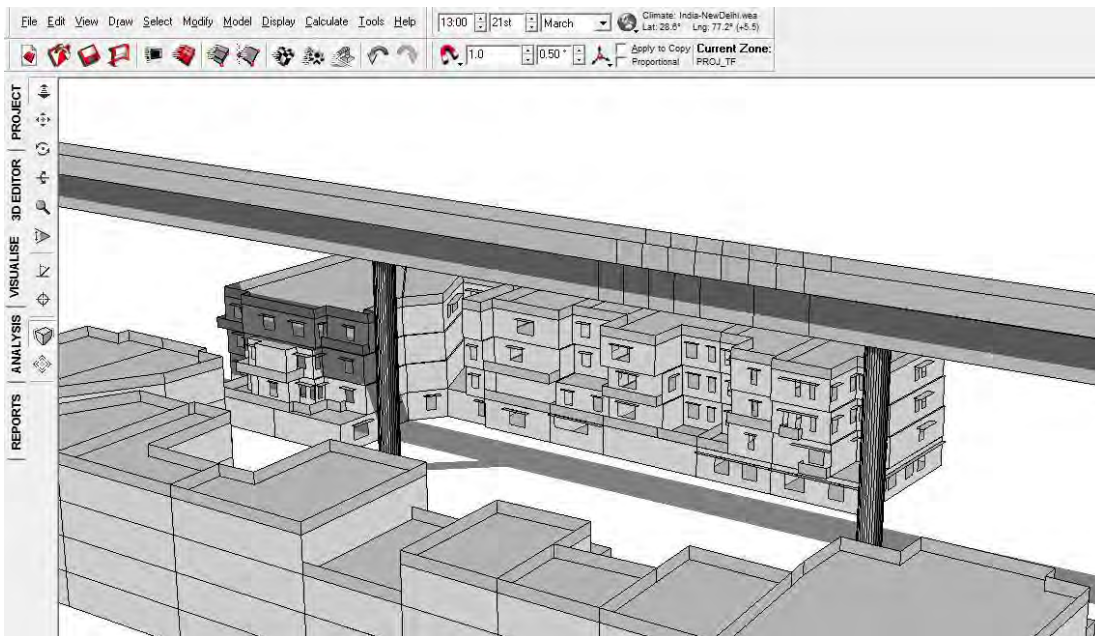 File Edit View Draw Select Modify Model Display Calculate Tools Help
13:00 21st March
Climate: India-NewDelhi.wea
Lat: 28.6° Lng: 77.2° (+5.5)
1.0 0.50 °
Apply to Copy
Proportional
Current Zone:
PROJ_TF
PROJECT
3D EDITOR
VISUALISE
ANALYSIS
REPORTS